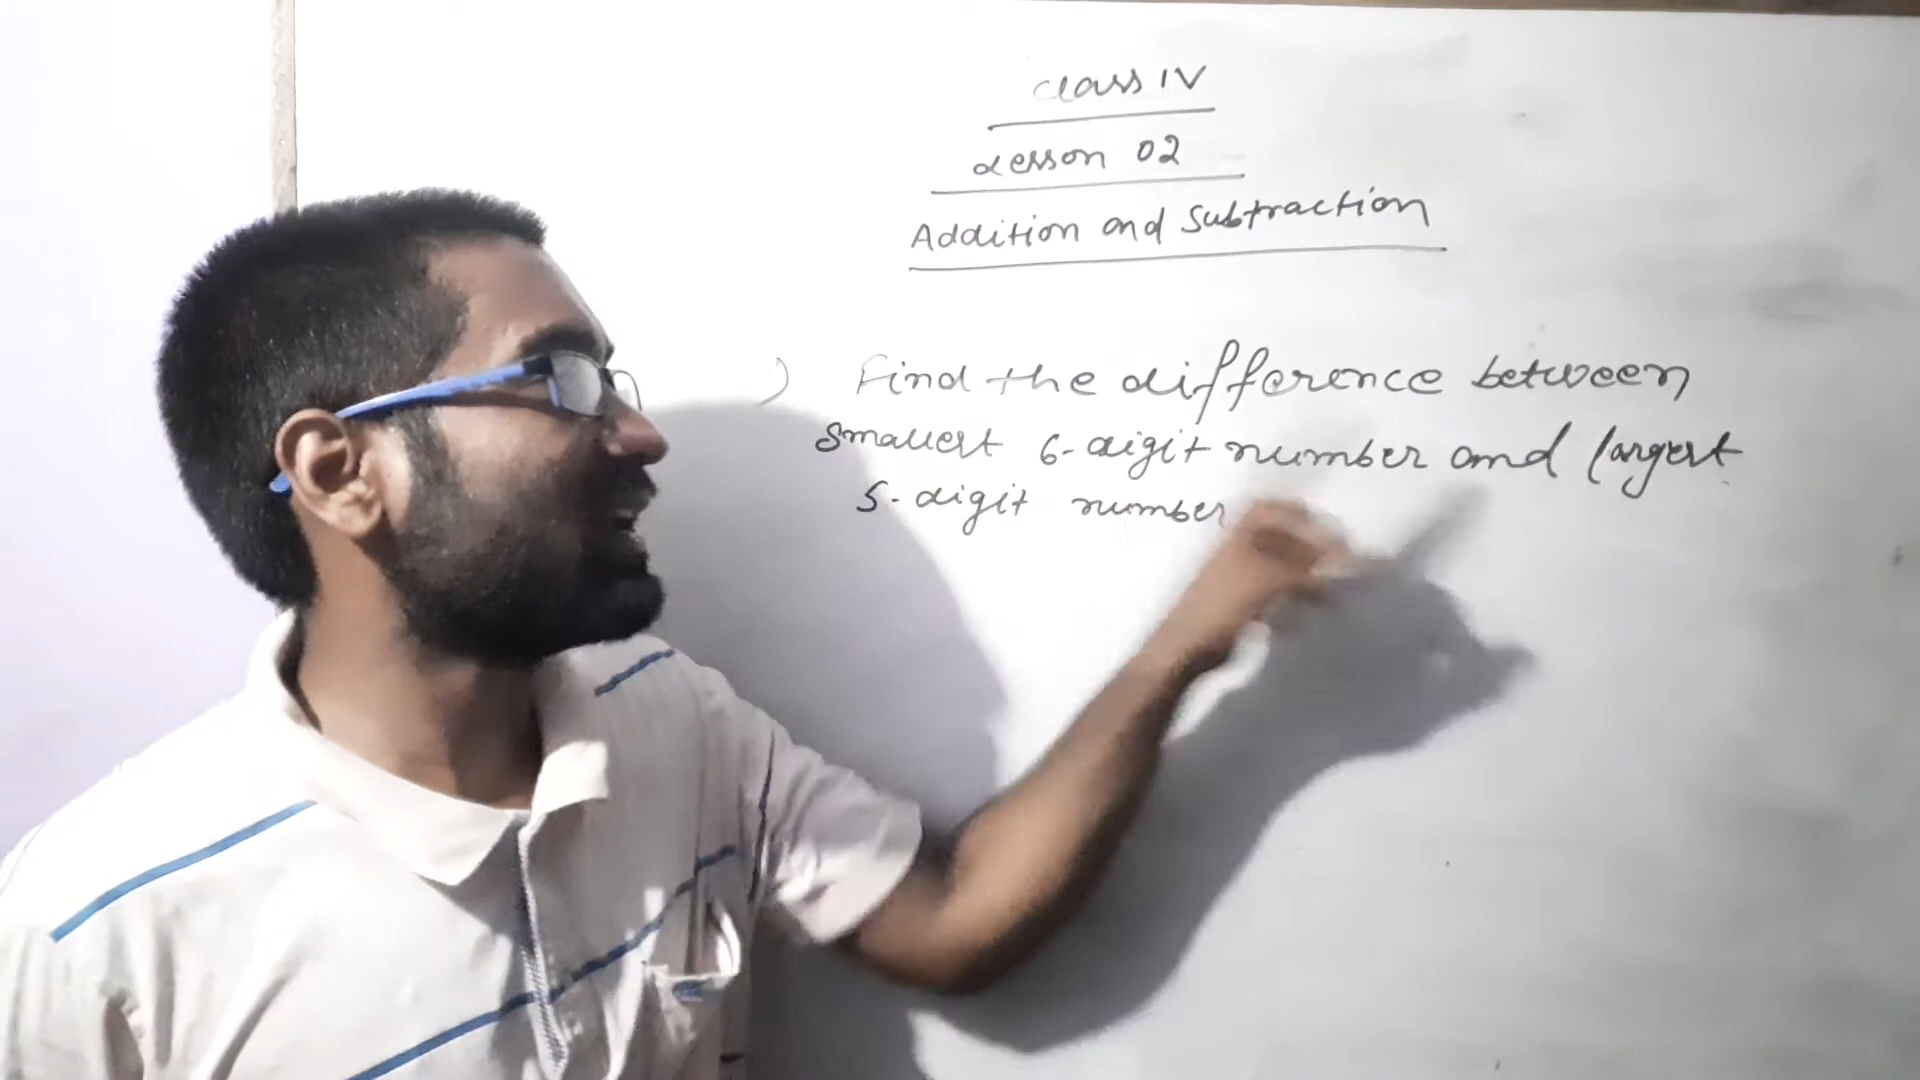 Class IV
Lesson 02
Addition and Subtraction
) Find the difference between
smallest 6-digit number and largest
5-digit number